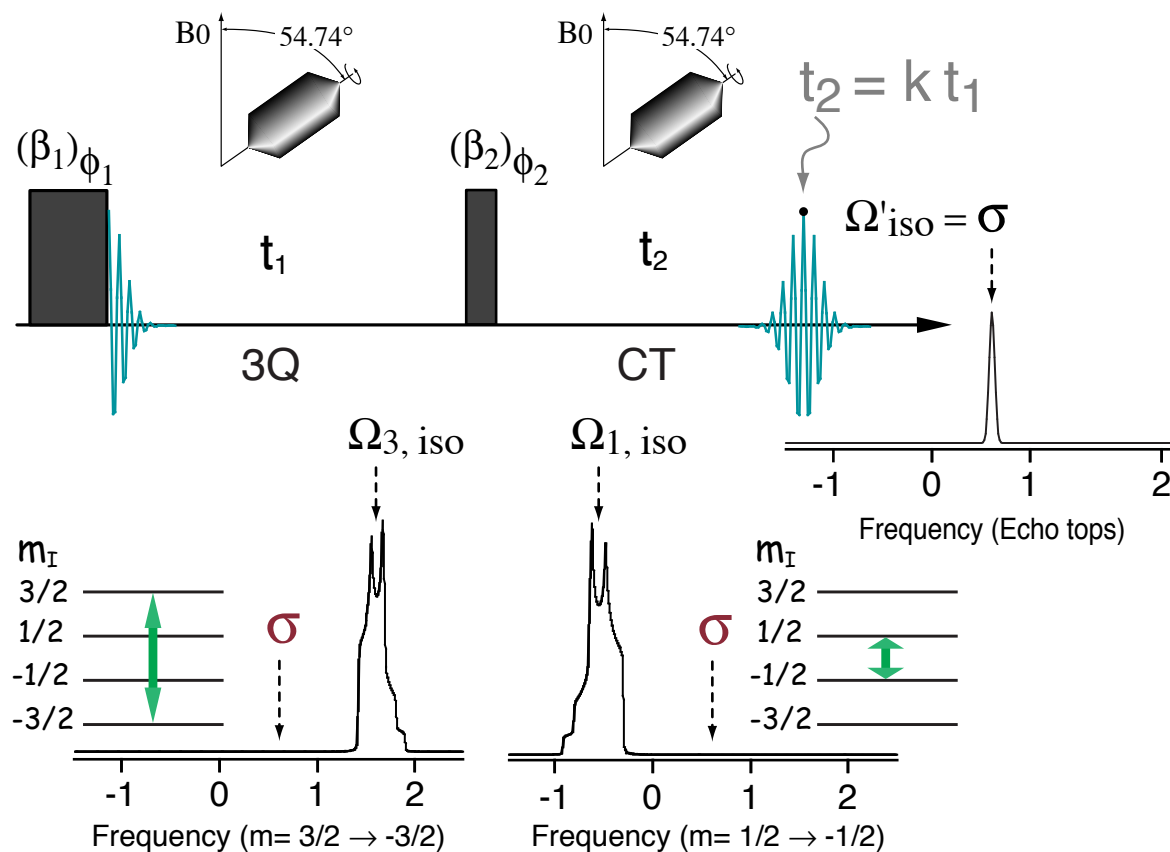 B0 54.74°
B0 54.74°
t₂ = k t₁
(β₁)ϕ₁
(β₂)ϕ₂
t₁
t₂
Ω'iso = σ
3Q
CT
-1 0 1 2
Frequency (Echo tops)
Ω3, iso
Ω1, iso
mI
3/2
1/2
-1/2
-3/2
σ
σ
mI
3/2
1/2
-1/2
-3/2
-1 0 1 2
Frequency (m= 3/2 → -3/2)
-1 0 1 2
Frequency (m= 1/2 → -1/2)